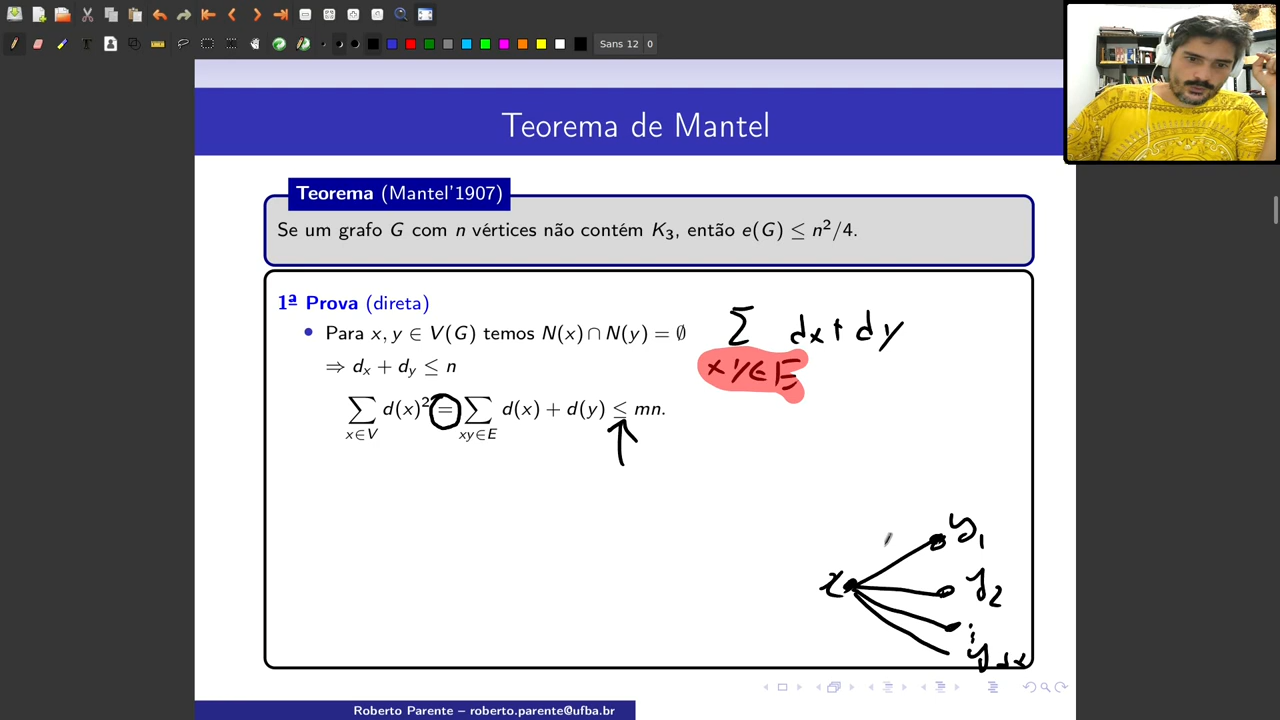 Sans 12 0
Teorema de Mantel
Teorema (Mantel'1907)
Se um grafo G com n vértices não contém K₃, então e(G) ≤ n²/4.
1ª Prova (direta)
• Para x, y ∈ V(G) temos N(x) ∩ N(y) = ∅
⇒ dₓ + d_y ≤ n
∑ d(x)² = ∑ d(x) + d(y) ≤ mn.
x∈V xy∈E
∑ dx + dy
xy∈E
y₁
x y₂
⋮
y_dx
Roberto Parente – roberto.parente@ufba.br